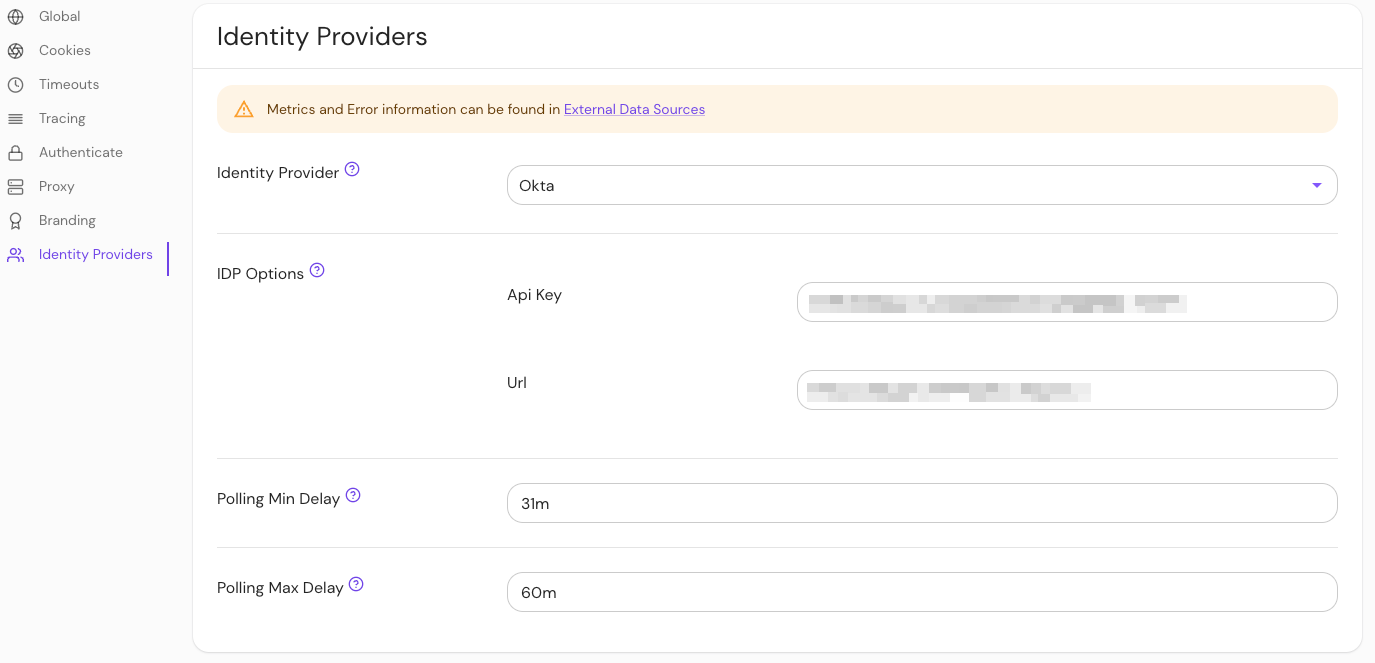 Global
Cookies
Timeouts
Tracing
Authenticate
Proxy
Branding
Identity Providers
Identity Providers
Metrics and Error information can be found in External Data Sources
Identity Provider
Okta
IDP Options
Api Key
Url
Polling Min Delay
31m
Polling Max Delay
60m